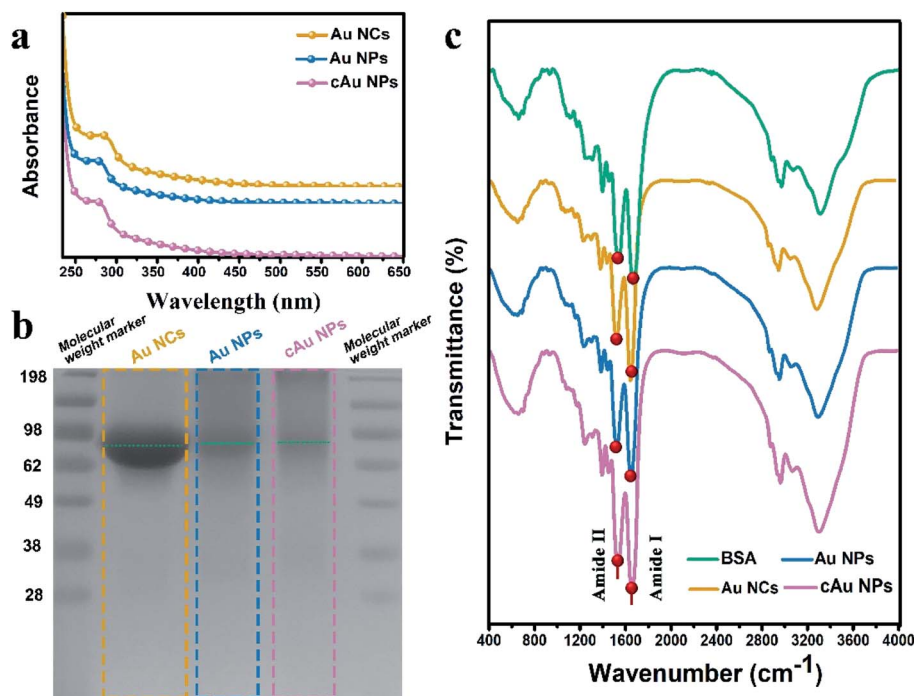 a
Au NCs
Au NPs
cAu NPs
Absorbance
250 300 350 400 450 500 550 600 650
Wavelength (nm)
b
Molecular
weight marker
Au NCs
Au NPs
cAu NPs
Molecular
weight marker
198
98
62
49
38
28
c
Transmittance (%)
Amide II
Amide I
BSA
Au NPs
Au NCs
cAu NPs
400 800 1200 1600 2000 2400 2800 3200 3600 4000
Wavenumber (cm-1)